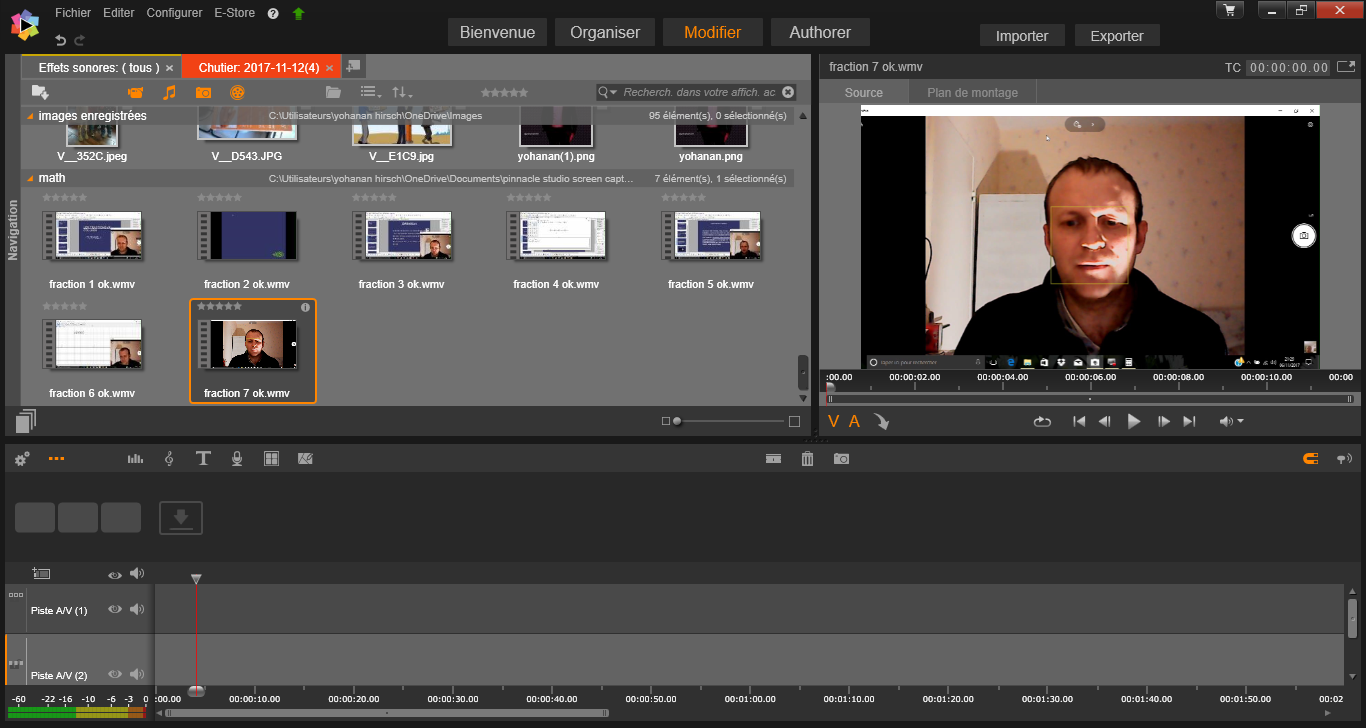 Fichier Editer Configurer E-Store
Bienvenue Organiser Modifier Authorer
Importer Exporter
Effets sonores: ( tous ) × Chutier: 2017-11-12(4) ×
fraction 7 ok.wmv TC 00:00:00.00
Source Plan de montage
Recherch. dans votre affich. ac
images enregistrées C:\Utilisateurs\yohanan hirsch\OneDrive\Images 95 élément(s), 0 sélectionné(s)
V__352C.jpeg V__D543.JPG V__E1C9.jpg yohanan(1).png yohanan.png
math C:\Utilisateurs\yohanan hirsch\OneDrive\Documents\pinnacle studio screen capt... 7 élément(s), 1 sélectionné(s)
Navigation
fraction 1 ok.wmv fraction 2 ok.wmv fraction 3 ok.wmv fraction 4 ok.wmv fraction 5 ok.wmv
fraction 6 ok.wmv fraction 7 ok.wmv
:00.00 00:00:02.00 00:00:04.00 00:00:06.00 00:00:08.00 00:00:10.00 00:00
V A
Piste A/V (1)
Piste A/V (2)
-60 -22 -16 -10 -6 -3 0
:00.00 00:00:10.00 00:00:20.00 00:00:30.00 00:00:40.00 00:00:50.00 00:01:00.00 00:01:10.00 00:01:20.00 00:01:30.00 00:01:40.00 00:01:50.00 00:02